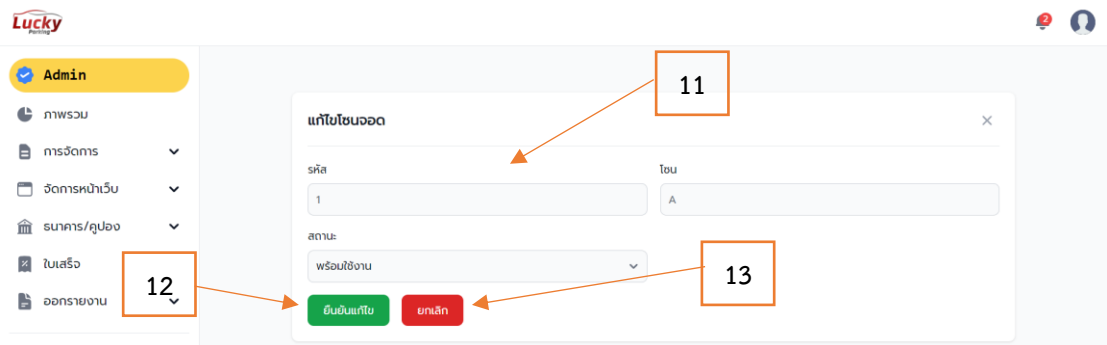 Lucky
Parking
2
Admin
ภาพรวม
การจัดการ
จัดการหน้าเว็บ
ธนาคาร/คูปอง
ใบเสร็จ
ออกรายงาน
11
แก้ไขโซนจอด
รหัส
โซน
1
A
สถานะ
พร้อมใช้งาน
12
13
ยืนยันแก้ไข
ยกเลิก